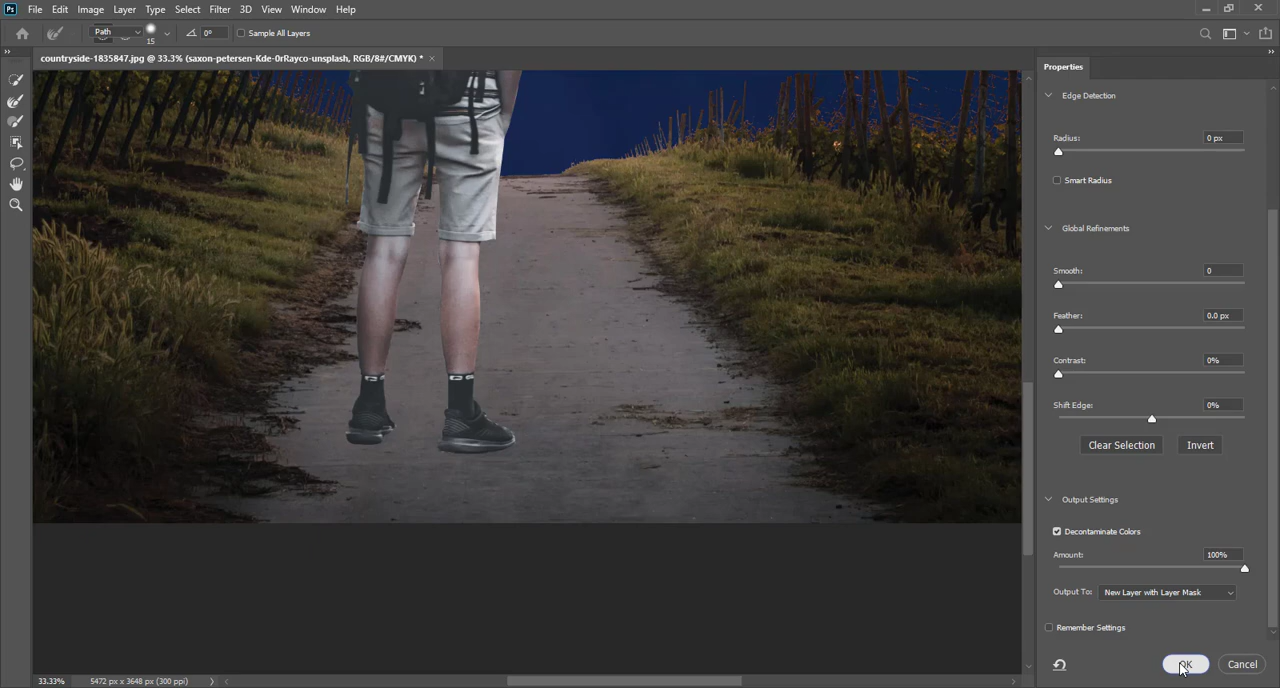 Ps File Edit Image Layer Type Select Filter 3D View Window Help
Path 15 0° Sample All Layers
countryside-1835847.jpg @ 33.3% (saxon-petersen-Kde-0rRayco-unsplash, RGB/8#/CMYK) *
Properties
Edge Detection
Radius: 0 px
Smart Radius
Global Refinements
Smooth: 0
Feather: 0.0 px
Contrast: 0%
Shift Edge: 0%
Clear Selection Invert
Output Settings
Decontaminate Colors
Amount: 100%
Output To: New Layer with Layer Mask
Remember Settings
OK Cancel
33.33% 5472 px x 3648 px (300 ppi)